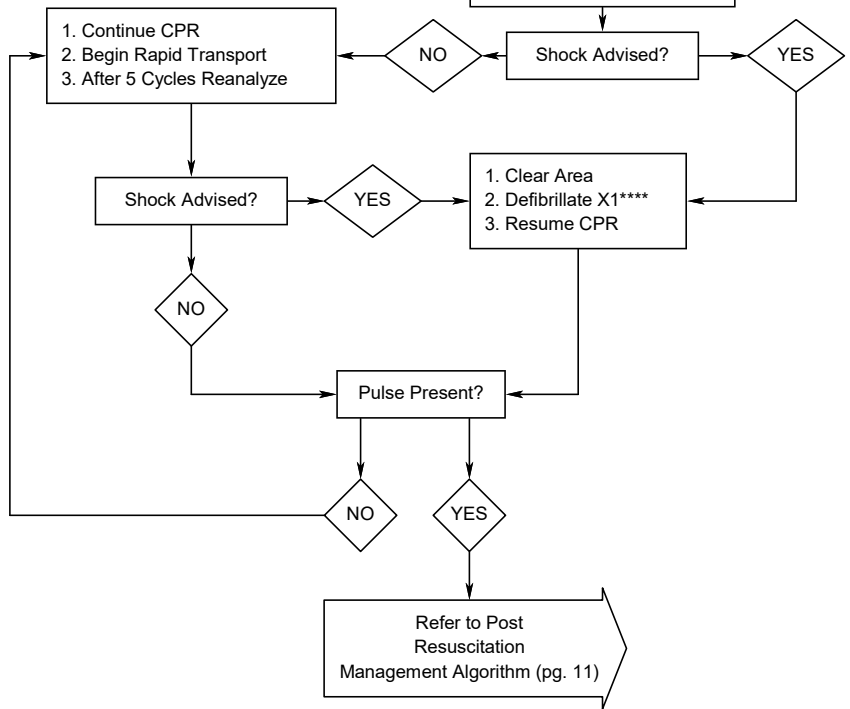 1. Continue CPR
2. Begin Rapid Transport
3. After 5 Cycles Reanalyze
NO
Shock Advised?
YES
Shock Advised?
YES
1. Clear Area
2. Defibrillate X1****
3. Resume CPR
NO
Pulse Present?
NO
YES
Refer to Post
Resuscitation
Management Algorithm (pg. 11)